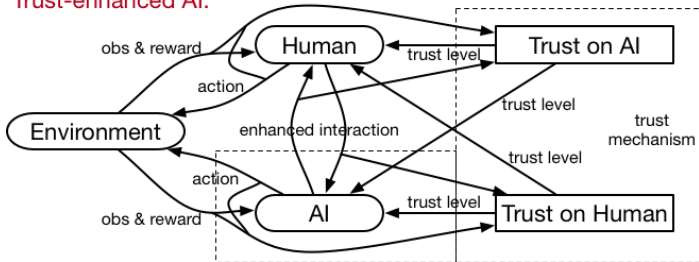 Trust-enhanced AI:
obs & reward
Human
trust level
Trust on AI
action
trust level
Environment
enhanced interaction
trust
mechanism
trust level
action
obs & reward
AI
trust level
Trust on Human